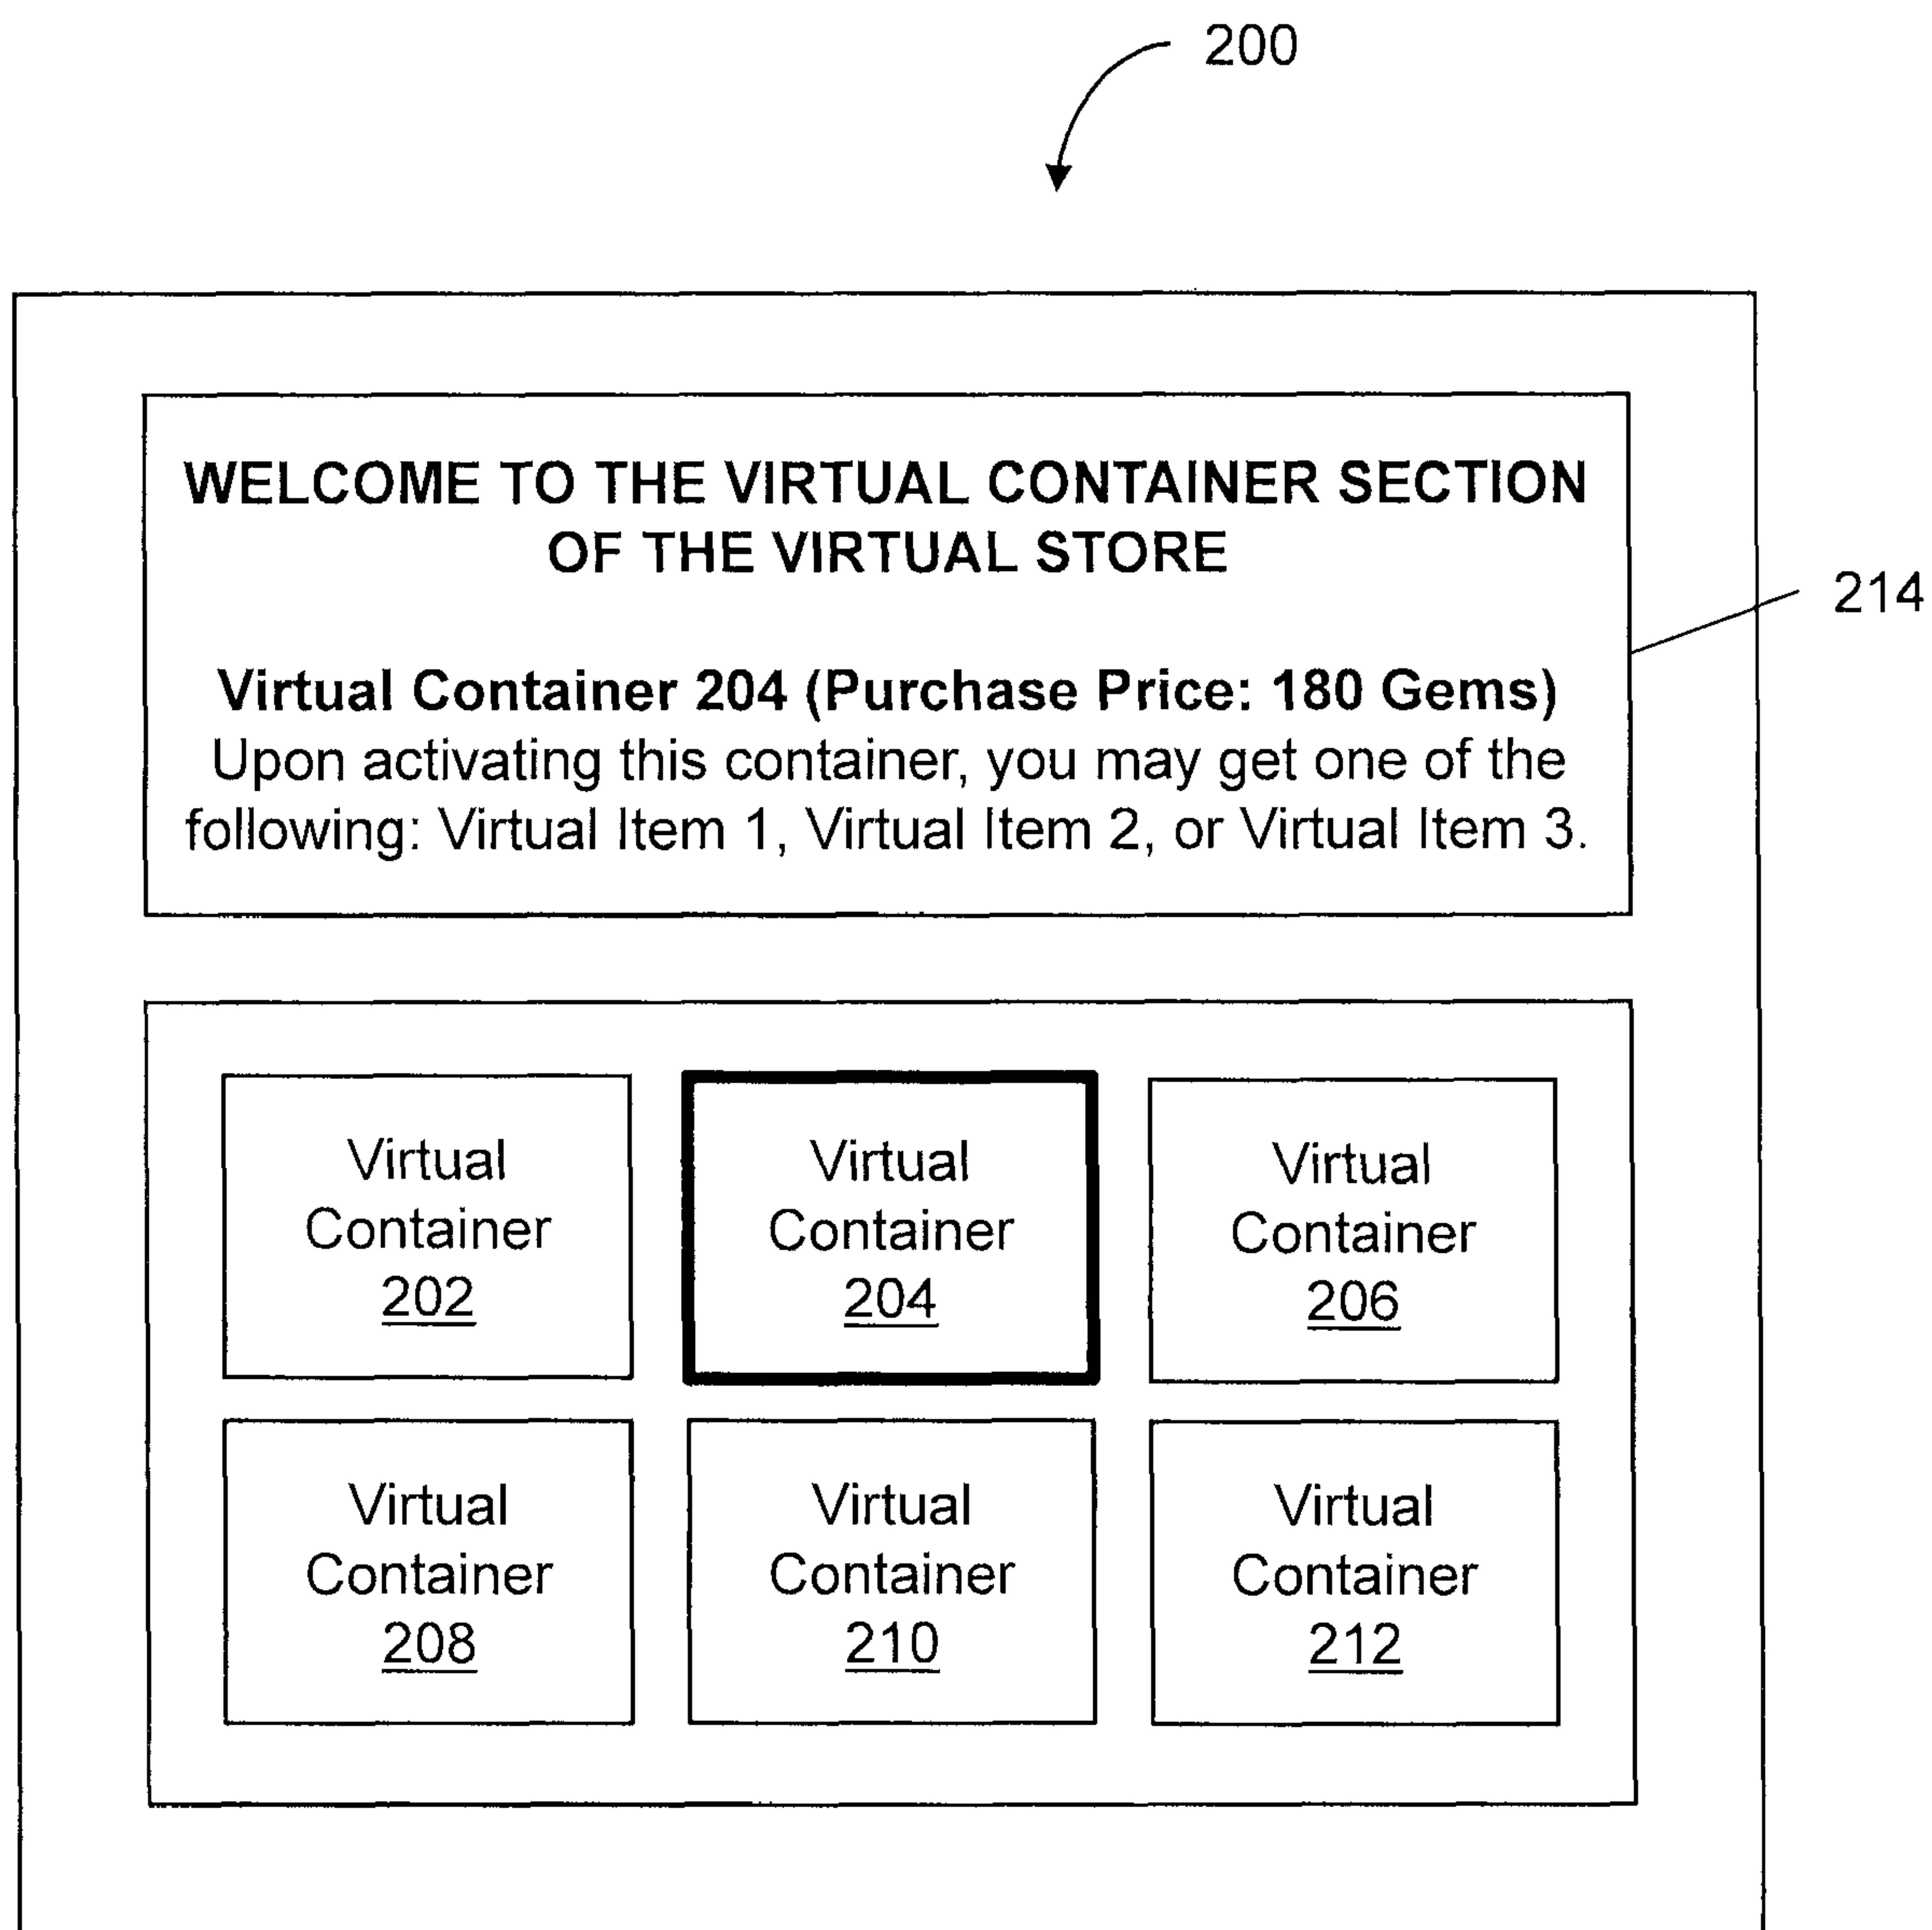 200
WELCOME TO THE VIRTUAL CONTAINER SECTION
OF THE VIRTUAL STORE
214
Virtual Container 204 (Purchase Price: 180 Gems)
Upon activating this container, you may get one of the
following: Virtual Item 1, Virtual Item 2, or Virtual Item 3.
Virtual
Container
202
Virtual
Container
204
Virtual
Container
206
Virtual
Container
208
Virtual
Container
210
Virtual
Container
212